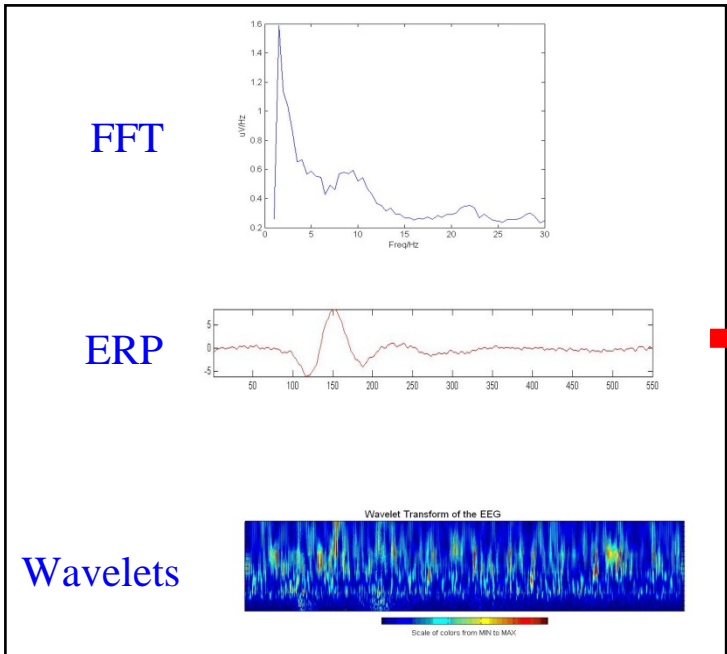 FFT
1.6
1.4
1.2
1
0.8
0.6
0.4
0.2
uV/Hz
0 5 10 15 20 25 30
Freq/Hz
ERP
5
0
-5
50 100 150 200 250 300 350 400 450 500 550
Wavelets
Wavelet Transform of the EEG
Scale of colors from MIN to MAX